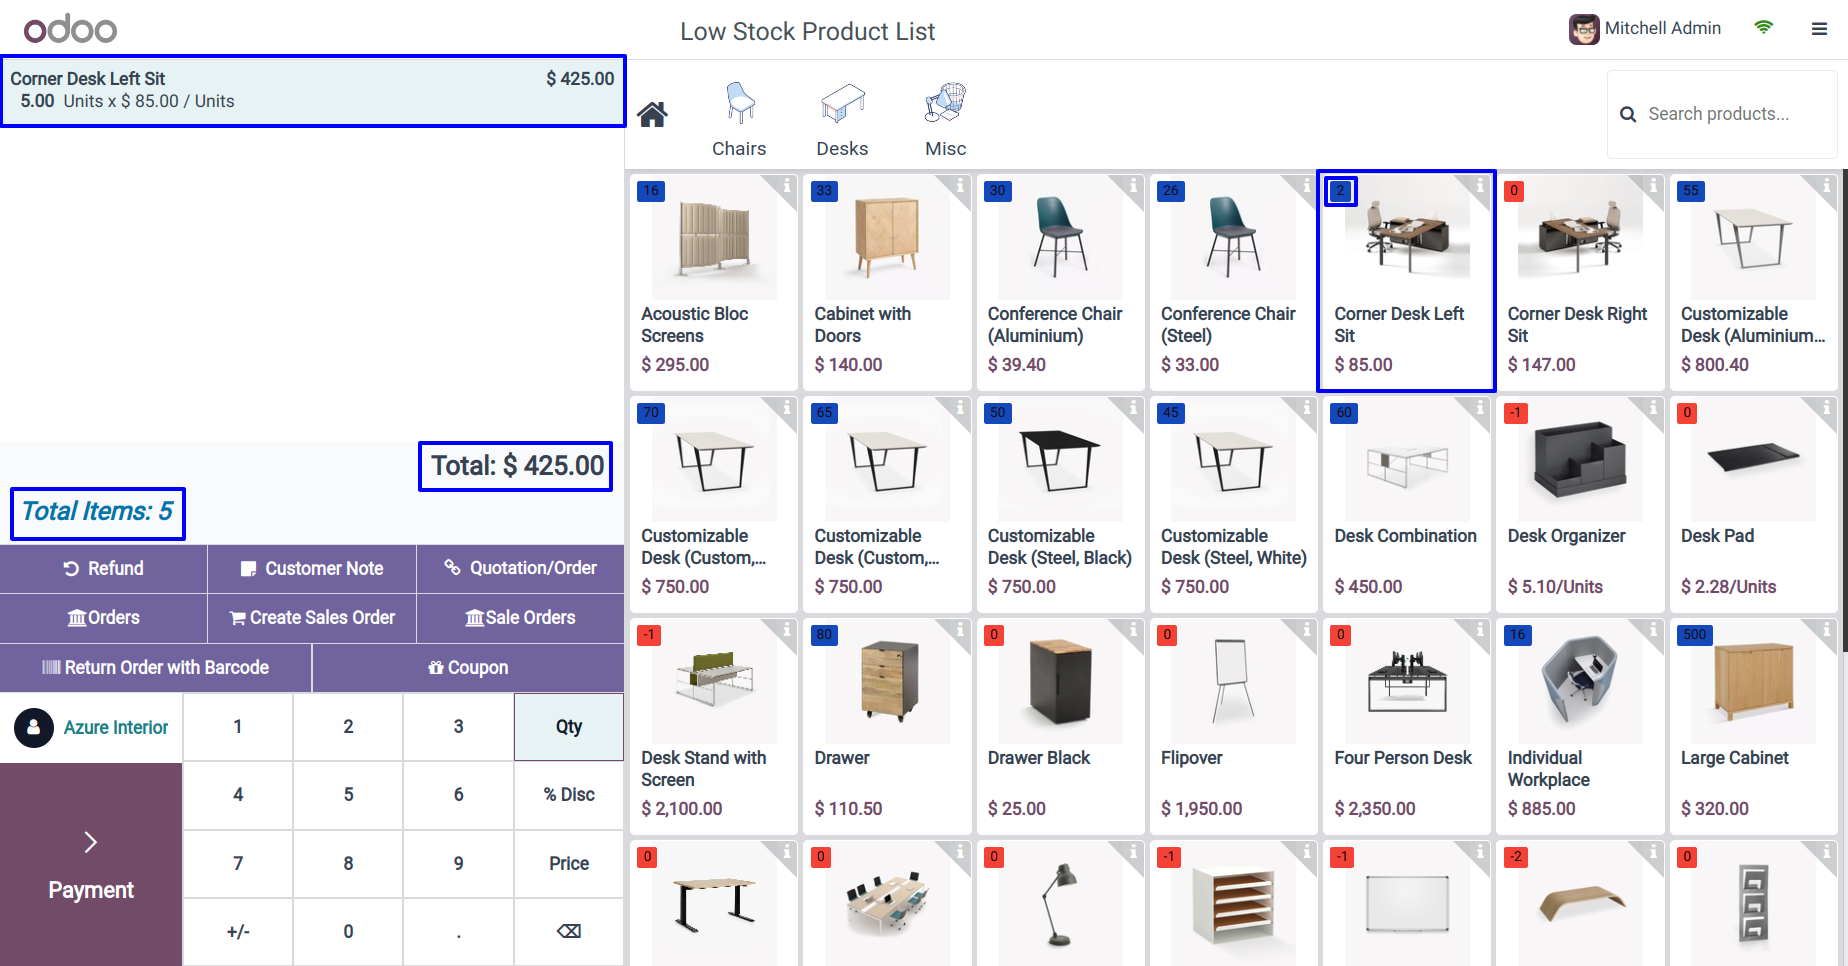 odoo
Low Stock Product List
Mitchell Admin
Corner Desk Left Sit
$ 425.00
5.00 Units x $ 85.00 / Units
Total: $ 425.00
Total Items: 5
Refund
Customer Note
Quotation/Order
Orders
Create Sales Order
Sale Orders
Return Order with Barcode
Coupon
Azure Interior
1
2
3
Qty
4
5
6
% Disc
7
8
9
Price
+/-
0
.
Payment
Chairs
Desks
Misc
Search products...
16
Acoustic Bloc
Screens
$ 295.00
33
Cabinet with
Doors
$ 140.00
30
Conference Chair
(Aluminium)
$ 39.40
26
Conference Chair
(Steel)
$ 33.00
2
Corner Desk Left
Sit
$ 85.00
0
Corner Desk Right
Sit
$ 147.00
55
Customizable
Desk (Aluminium...
$ 800.40
70
Customizable
Desk (Custom,...
$ 750.00
65
Customizable
Desk (Custom,...
$ 750.00
50
Customizable
Desk (Steel, Black)
$ 750.00
45
Customizable
Desk (Steel, White)
$ 750.00
60
Desk Combination
$ 450.00
-1
Desk Organizer
$ 5.10/Units
0
Desk Pad
$ 2.28/Units
-1
Desk Stand with
Screen
$ 2,100.00
80
Drawer
$ 110.50
0
Drawer Black
$ 25.00
0
Flipover
$ 1,950.00
0
Four Person Desk
$ 2,350.00
16
Individual
Workplace
$ 885.00
500
Large Cabinet
$ 320.00
0
0
0
-1
-1
-2
0